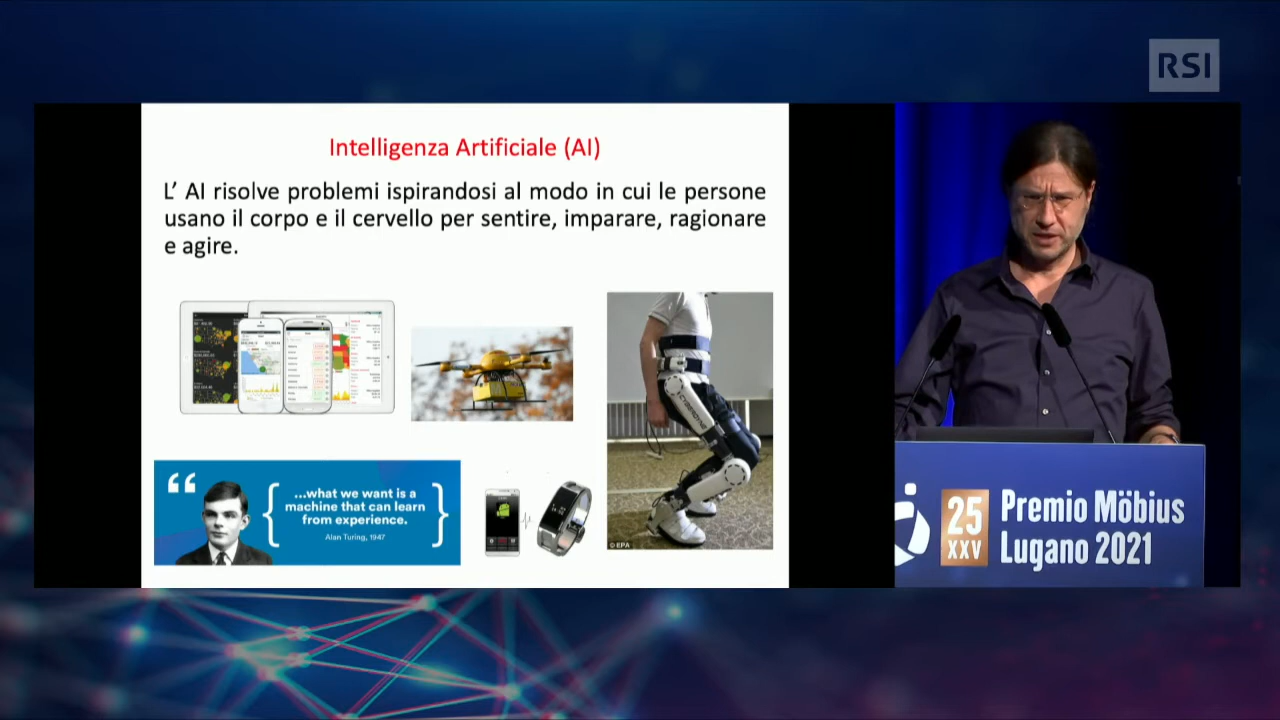 RSI
Intelligenza Artificiale (AI)
L’ AI risolve problemi ispirandosi al modo in cui le persone
usano il corpo e il cervello per sentire, imparare, ragionare
e agire.
“
...what we want is a
machine that can learn
from experience.
Alan Turing, 1947
CYBERDYNE
© EPA
25
XXV
Premio Möbius
Lugano 2021